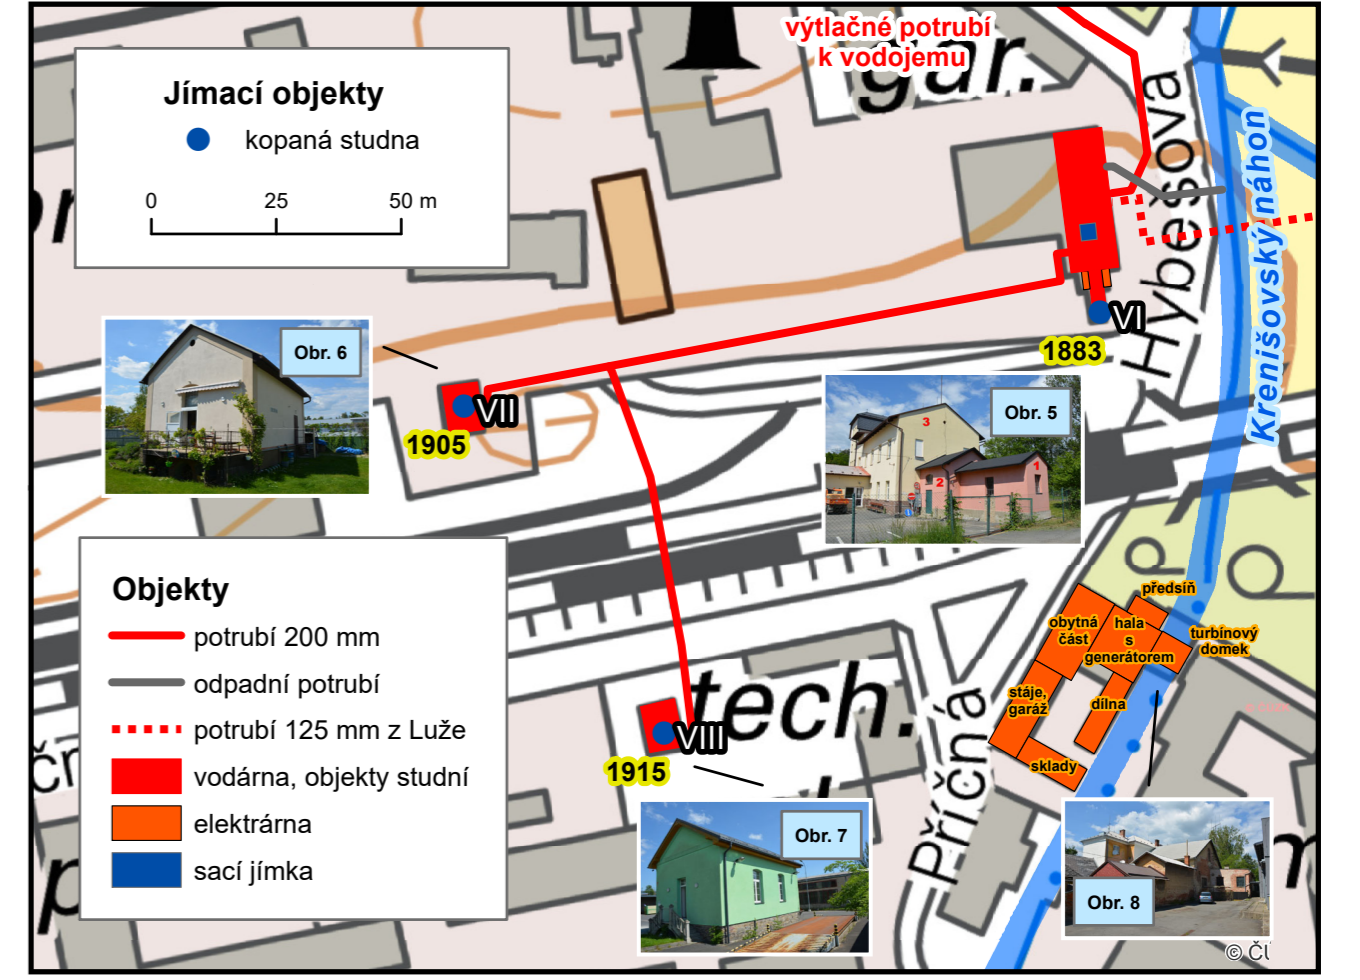 výtlačné potrubí
k vodojemu
gar.
Jímací objekty
kopaná studna
0 25 50 m
Hybešova
Krenišovský náhon
VI
1883
Obr. 6
VII
1905
Obr. 5
3
2
1
Objekty
potrubí 200 mm
odpadní potrubí
potrubí 125 mm z Luže
vodárna, objekty studní
elektrárna
sací jímka
předsíň
obytná
část
hala
s
generátorem
turbínový
domek
stáje,
garáž
dílna
sklady
tech.
VIII
1915
Příčná
Obr. 7
Obr. 8
© ČÚ